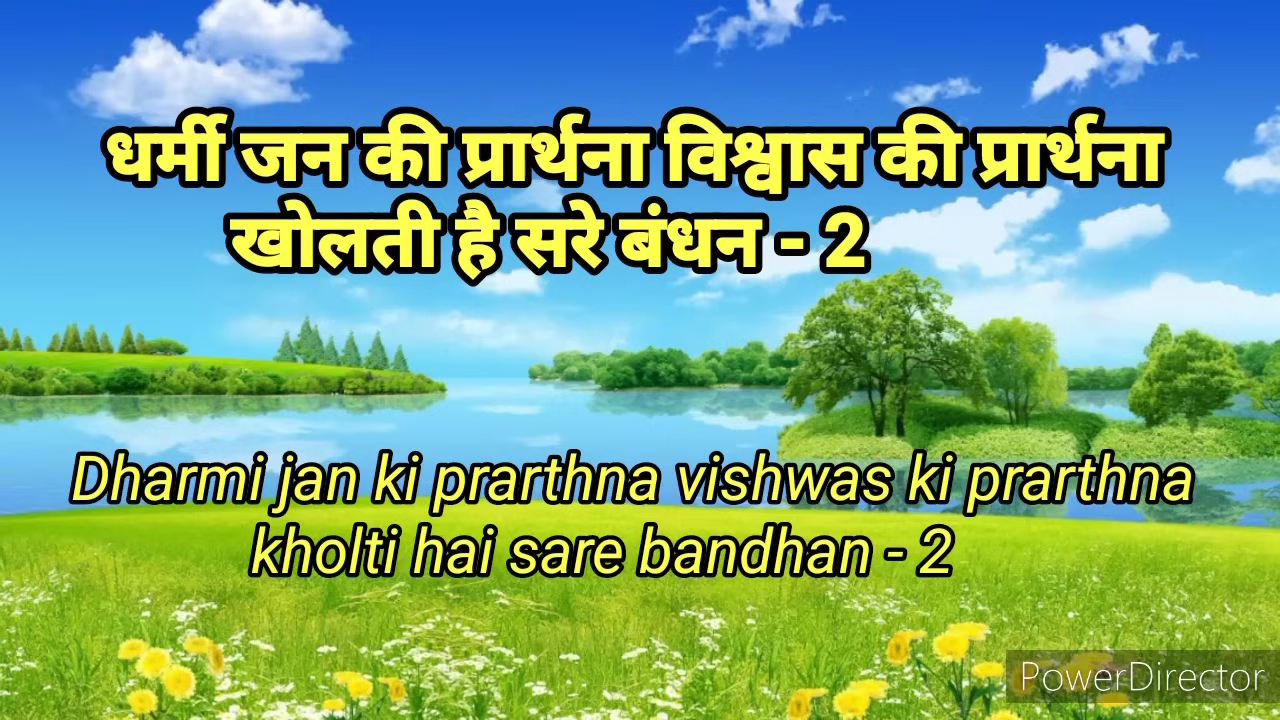 धर्मी जन की प्रार्थना विश्वास की प्रार्थना
खोलती है सरे बंधन - 2
Dharmi jan ki prarthna vishwas ki prarthna
kholti hai sare bandhan - 2
PowerDirector